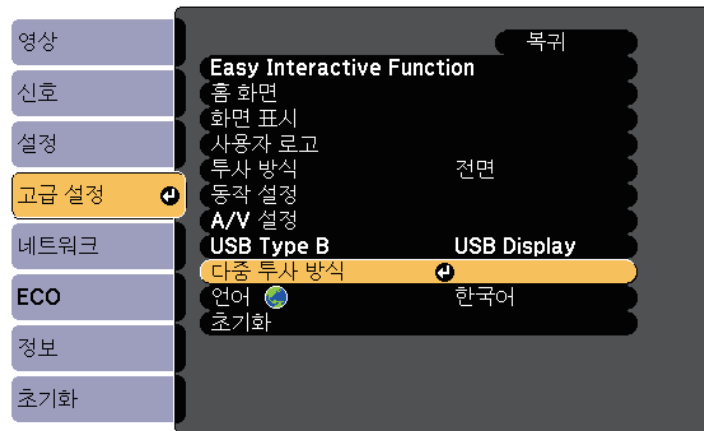 영상
신호
설정
고급 설정
네트워크
ECO
정보
초기화
복귀
Easy Interactive Function
홈 화면
화면 표시
사용자 로고
투사 방식 전면
동작 설정
A/V 설정
USB Type B USB Display
다중 투사 방식
언어 한국어
초기화